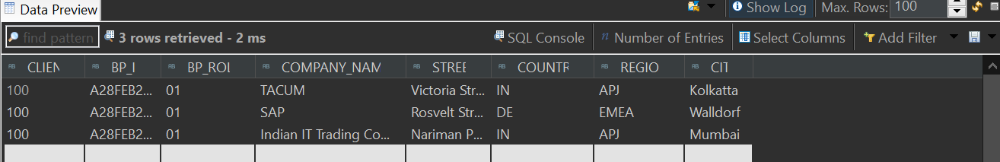 Data Preview Show Log Max. Rows: 100
find pattern 3 rows retrieved - 2 ms SQL Console n Number of Entries Select Columns Add Filter
CLIEN BP_I BP_ROI COMPANY_NAM STREE COUNTR REGIO CIT
100 A28FEB2... 01 TACUM Victoria Str... IN APJ Kolkatta
100 A28FEB2... 01 SAP Rosvelt Str... DE EMEA Walldorf
100 A28FEB2... 01 Indian IT Trading Co... Nariman P... IN APJ Mumbai